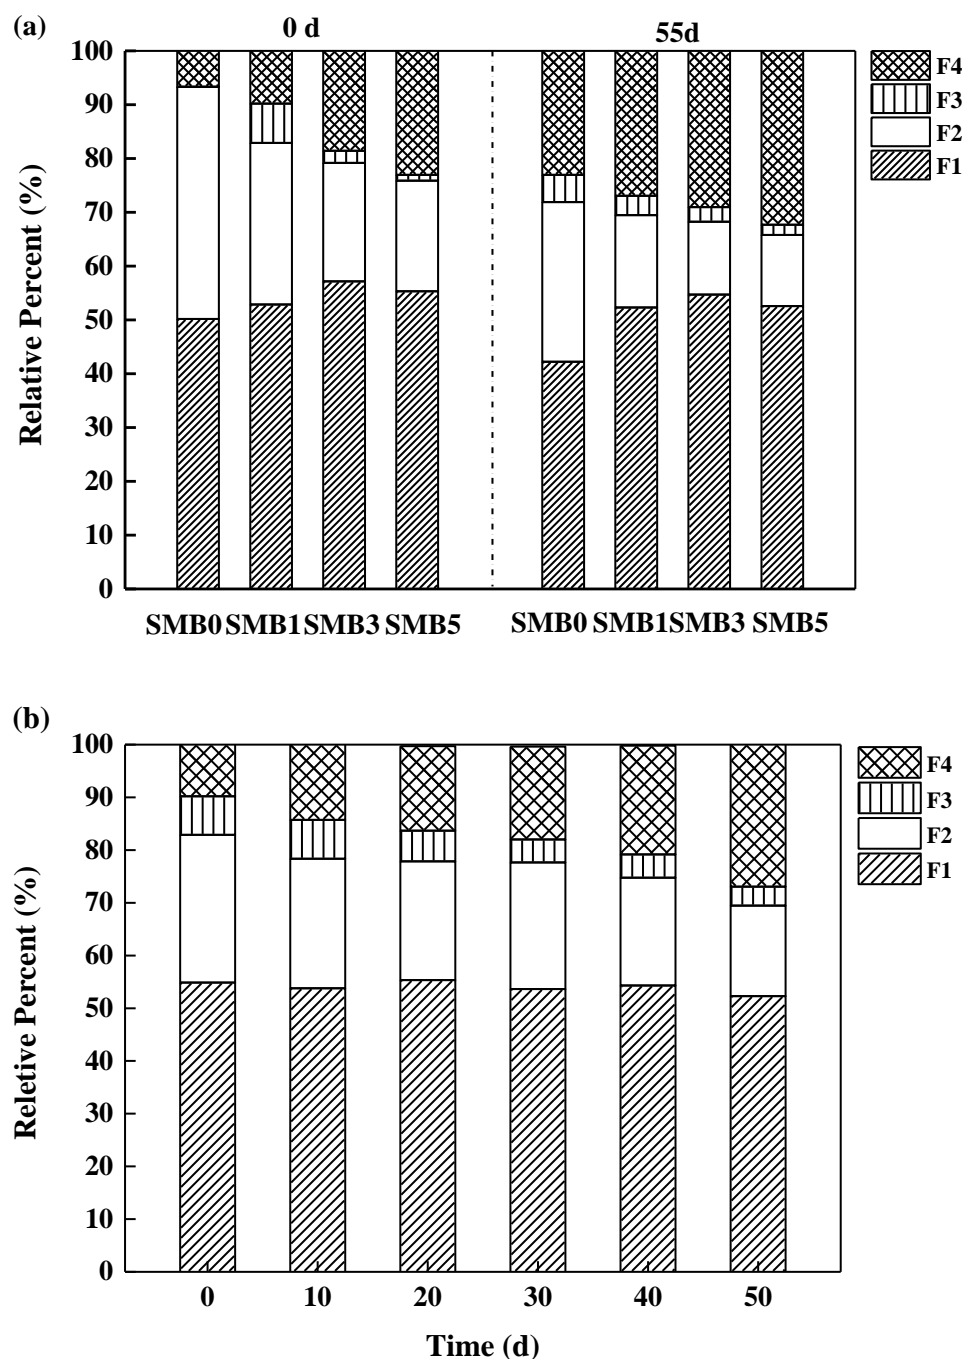 (a)
0 d
55d
100
90
80
70
60
50
40
30
20
10
0
Relative Percent (%)
SMB0 SMB1 SMB3 SMB5 SMB0 SMB1 SMB3 SMB5
F4
F3
F2
F1
(b)
100
90
80
70
60
50
40
30
20
10
0
Reletive Percent (%)
0 10 20 30 40 50
Time (d)
F4
F3
F2
F1